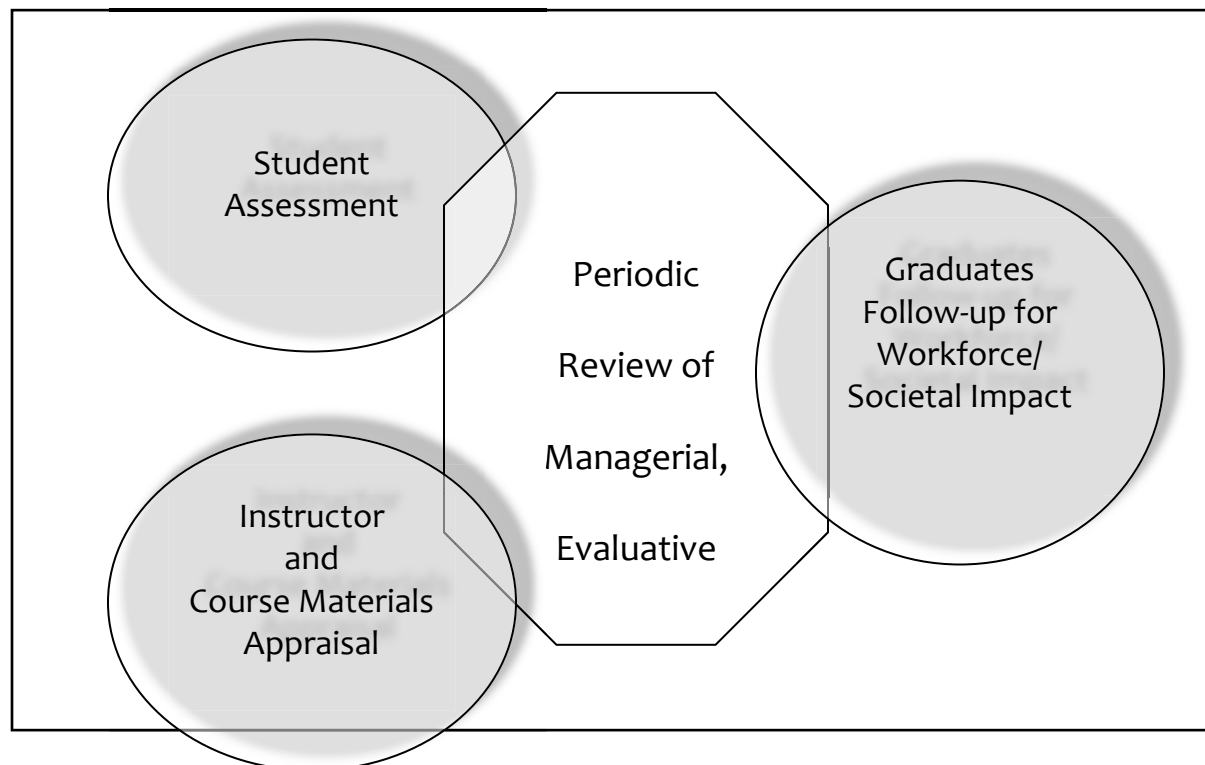 Student
Assessment
Periodic
Review of
Managerial,
Evaluative
Graduates
Follow-up for
Workforce/
Societal Impact
Instructor
and
Course Materials
Appraisal